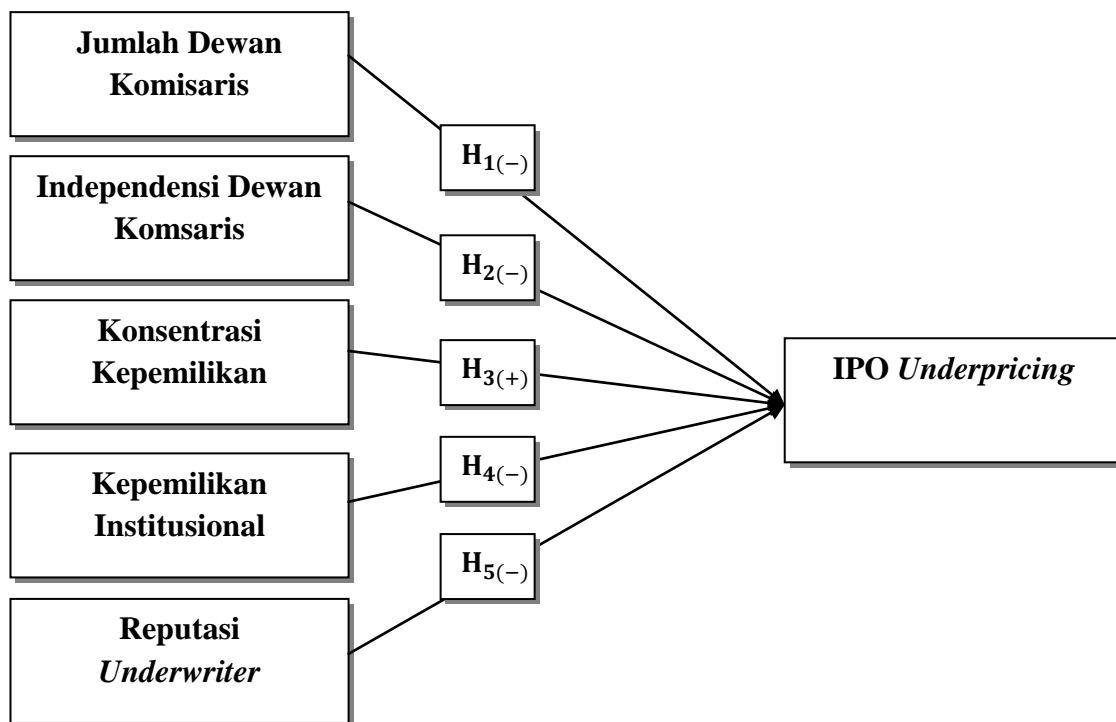 Jumlah Dewan
Komisaris
H1(−)
Independensi Dewan
Komsaris
H2(−)
Konsentrasi
Kepemilikan
H3(+)
IPO Underpricing
Kepemilikan
Institusional
H4(−)
H5(−)
Reputasi
Underwriter